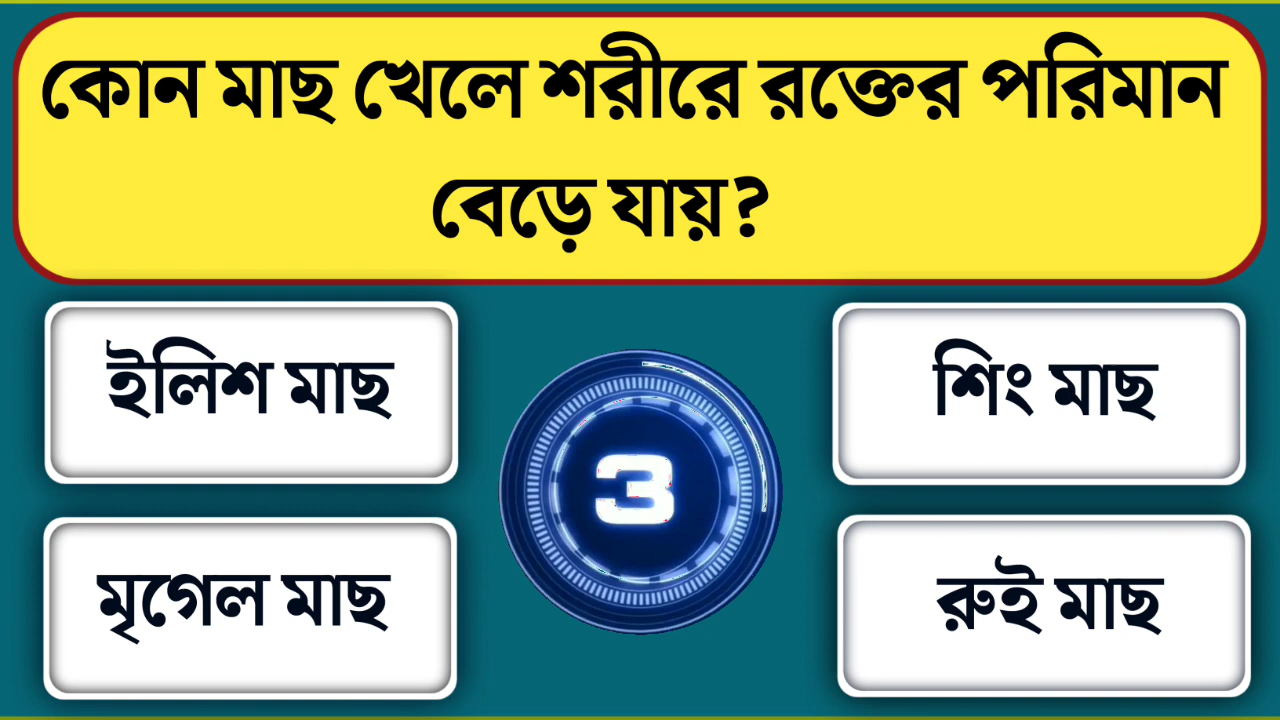 কোন মাছ খেলে শরীরে রক্তের পরিমান
বেড়ে যায়?
ইলিশ মাছ
শিং মাছ
3
মৃগেল মাছ
রুই মাছ